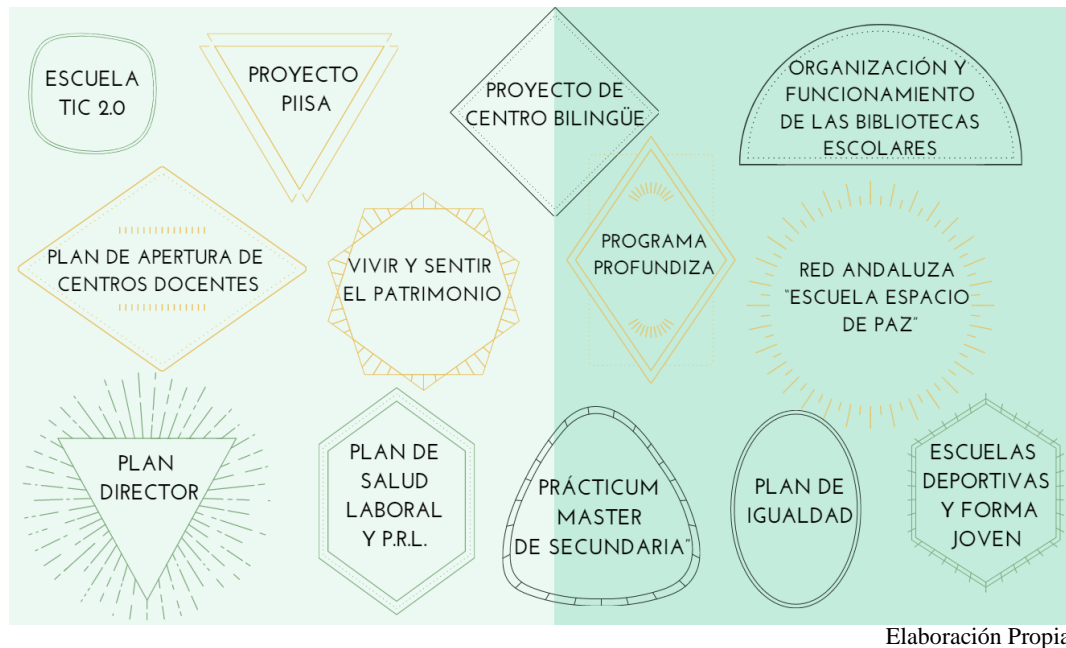 ESCUELA
TIC 2.0
PROYECTO
PIISA
PROYECTO DE
CENTRO BILINGÜE
ORGANIZACIÓN Y
FUNCIONAMIENTO
DE LAS BIBLIOTECAS
ESCOLARES
PLAN DE APERTURA DE
CENTROS DOCENTES
VIVIR Y SENTIR
EL PATRIMONIO
PROGRAMA
PROFUNDIZA
RED ANDALUZA
"ESCUELA ESPACIO
DE PAZ"
PLAN
DIRECTOR
PLAN DE
SALUD
LABORAL
Y P.R.L.
PRÁCTICUM
MASTER
DE SECUNDARIA"
PLAN DE
IGUALDAD
ESCUELAS
DEPORTIVAS
Y FORMA
JOVEN
Elaboración Propia